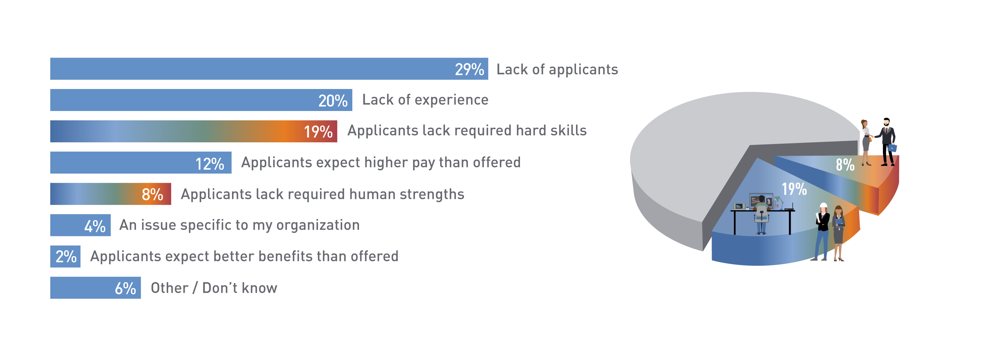 29% Lack of applicants
20% Lack of experience
19% Applicants lack required hard skills
12% Applicants expect higher pay than offered
8% Applicants lack required human strengths
4% An issue specific to my organization
2% Applicants expect better benefits than offered
6% Other / Don’t know
8%
19%